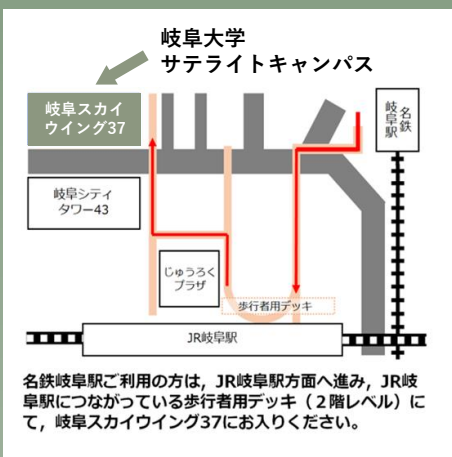 岐阜大学
サテライトキャンパス
岐阜スカイ
ウイング37
名鉄
岐阜駅
岐阜シティ
タワー43
じゅうろく
プラザ
歩行者用デッキ
JR岐阜駅
名鉄岐阜駅ご利用の方は，JR岐阜駅方面へ進み，JR岐
阜駅につながっている歩行者用デッキ（２階レベル）に
て，岐阜スカイウイング37にお入りください。